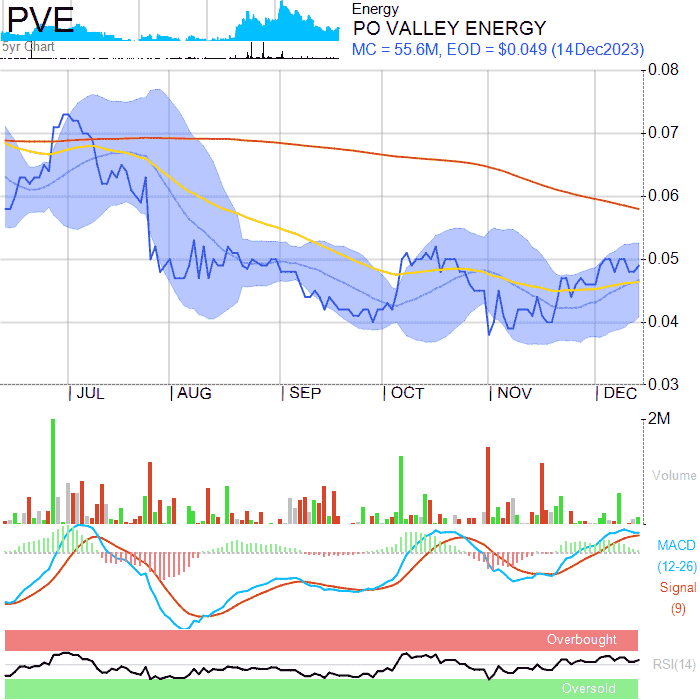 PVE
5yr Chart
Energy
PO VALLEY ENERGY
MC = 55.6M, EOD = $0.049 (14Dec2023)
0.08
0.07
0.06
0.05
0.04
0.03
JUL AUG SEP OCT NOV DEC
2M
Volume
MACD
(12-26)
Signal
(9)
Overbought
RSI(14)
Oversold